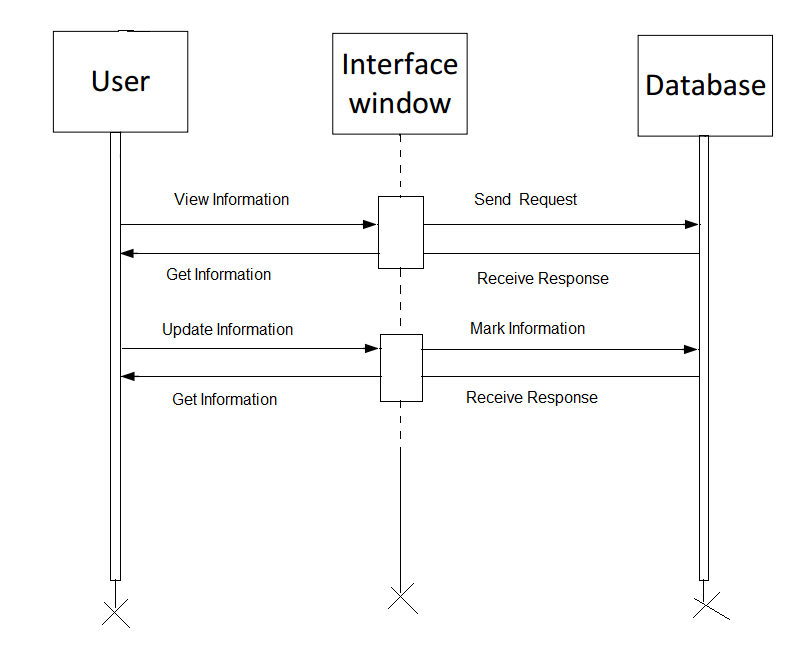 User
Interface
window
Database
View Information
Send Request
Get Information
Receive Response
Update Information
Mark Information
Get Information
Receive Response